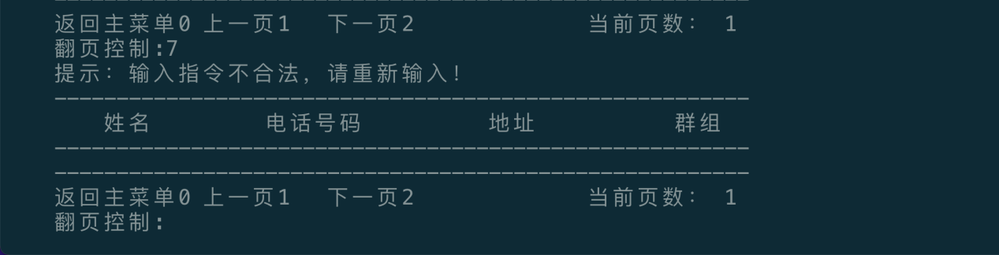 返回主菜单0 上一页1 下一页2 当前页数: 1
翻页控制:7
提示: 输入指令不合法, 请重新输入!
姓名 电话号码 地址 群组
返回主菜单0 上一页1 下一页2 当前页数: 1
翻页控制: